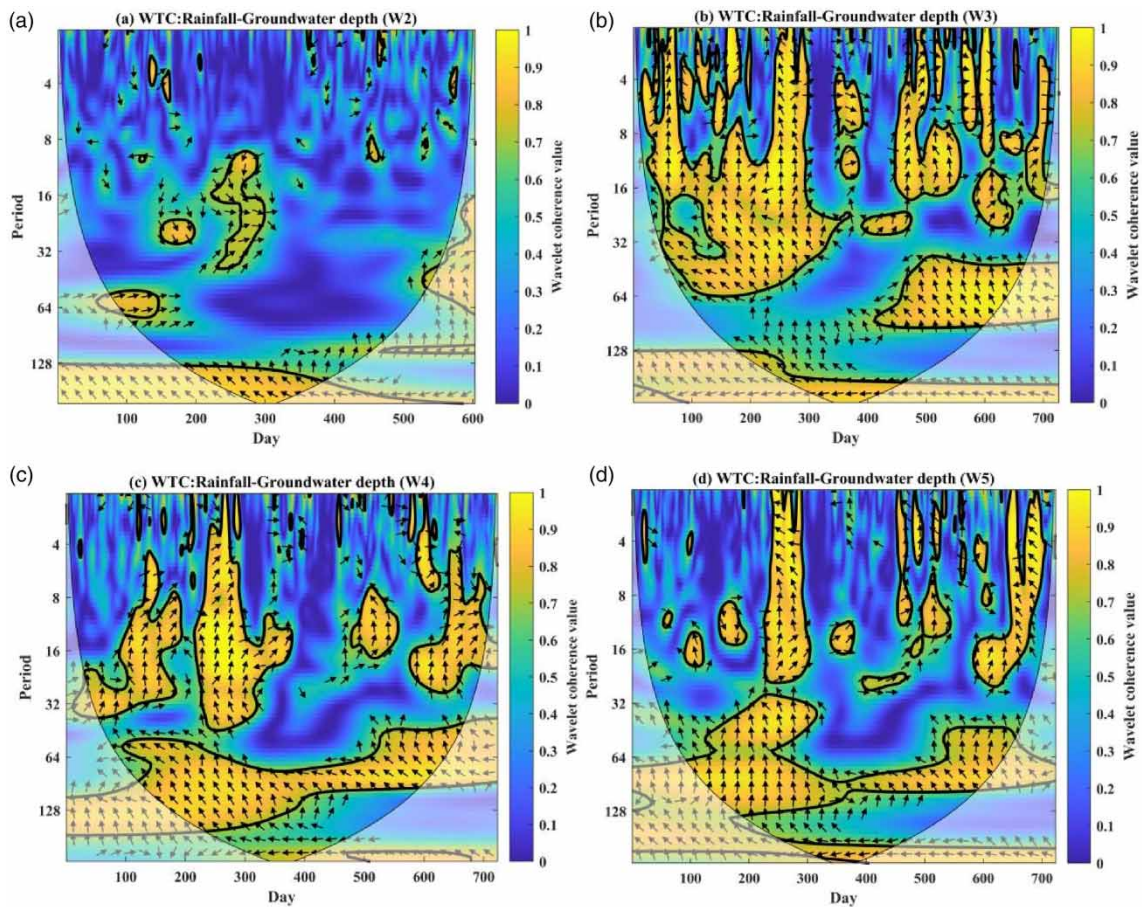 (a)
(a) WTC:Rainfall-Groundwater depth (W2)
Period
4
8
16
32
64
128
100 200 300 400 500 600
Day
1
0.9
0.8
0.7
0.6
0.5
0.4
0.3
0.2
0.1
0
Wavelet coherence value
(b)
(b) WTC:Rainfall-Groundwater depth (W3)
Period
4
8
16
32
64
128
100 200 300 400 500 600 700
Day
1
0.9
0.8
0.7
0.6
0.5
0.4
0.3
0.2
0.1
0
Wavelet coherence value
(c)
(c) WTC:Rainfall-Groundwater depth (W4)
Period
4
8
16
32
64
128
100 200 300 400 500 600 700
Day
1
0.9
0.8
0.7
0.6
0.5
0.4
0.3
0.2
0.1
0
Wavelet coherence value
(d)
(d) WTC:Rainfall-Groundwater depth (W5)
Period
4
8
16
32
64
128
100 200 300 400 500 600 700
Day
1
0.9
0.8
0.7
0.6
0.5
0.4
0.3
0.2
0.1
0
Wavelet coherence value